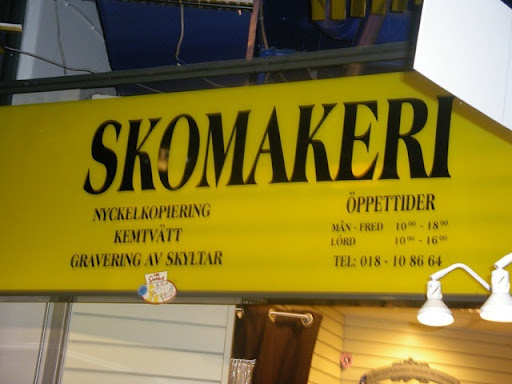 SKOMAKERI
NYCKELKOPIERING
KEMTVÄTT
GRAVERING AV SKYLTAR
ÖPPETTIDER
MÅN - FRED 10⁰⁰ - 18⁰⁰
LÖRD 10⁰⁰ - 16⁰⁰
TEL: 018 - 10 86 64